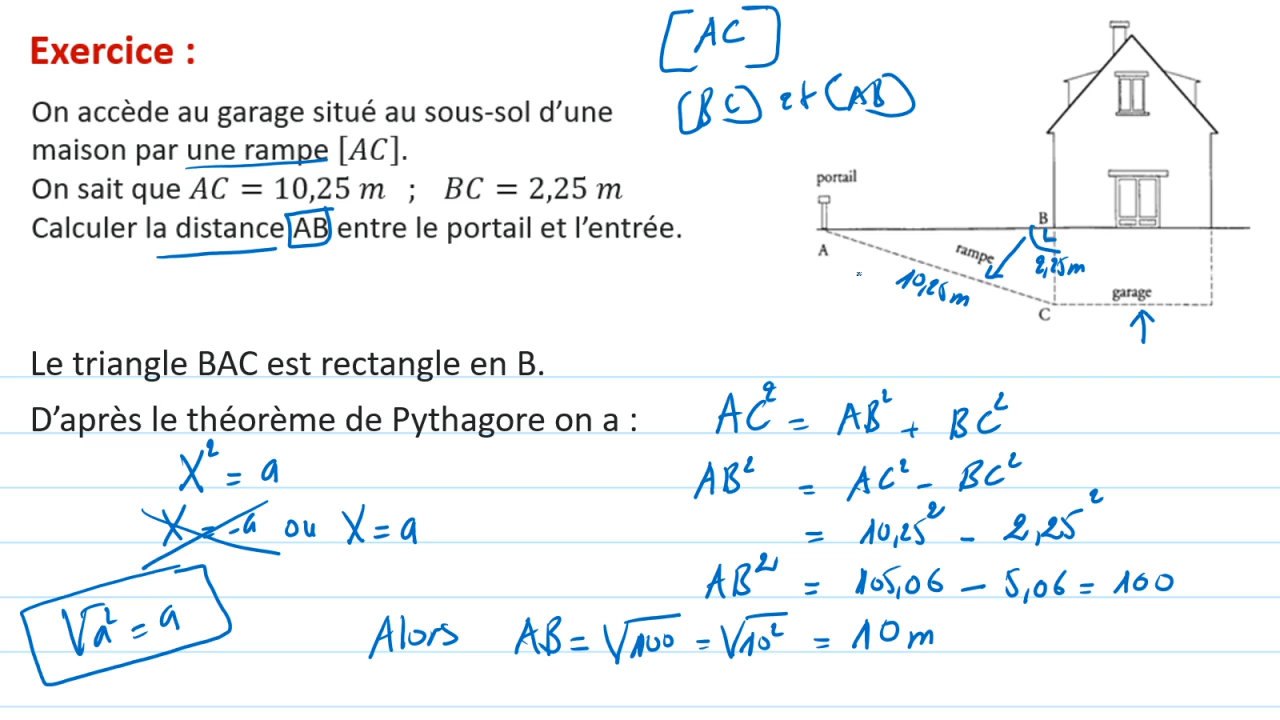 Exercice :
[AC]
[BC] et [AB]
On accède au garage situé au sous-sol d’une
maison par une rampe [AC].
On sait que AC = 10,25 m ; BC = 2,25 m
Calculer la distance AB entre le portail et l’entrée.
portail
A
B
rampe
2,25m
10,25m
garage
C
Le triangle BAC est rectangle en B.
D’après le théorème de Pythagore on a : AC² = AB² + BC²
X² = a
AB² = AC² - BC²
X = -a ou X = a
= 10,25² - 2,25²
AB² = 105,06 - 5,06 = 100
√a² = a
Alors AB = √100 = √10² = 10 m